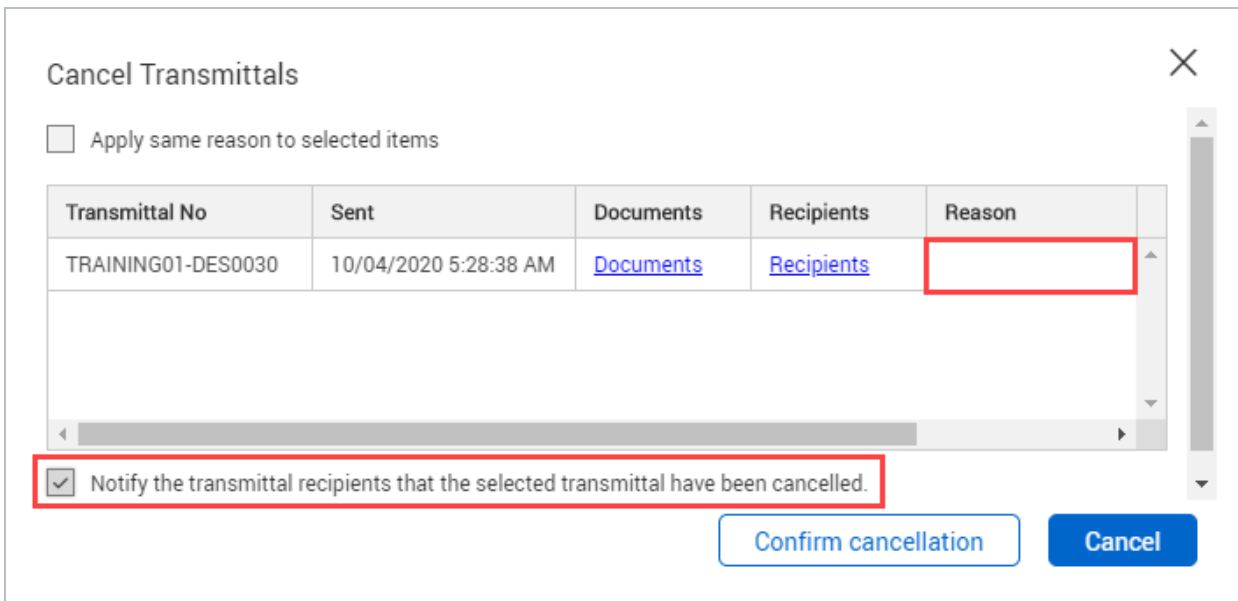 Cancel Transmittals
Apply same reason to selected items
Transmittal No Sent Documents Recipients Reason
TRAINING01-DES0030 10/04/2020 5:28:38 AM Documents Recipients
Notify the transmittal recipients that the selected transmittal have been cancelled.
Confirm cancellation Cancel